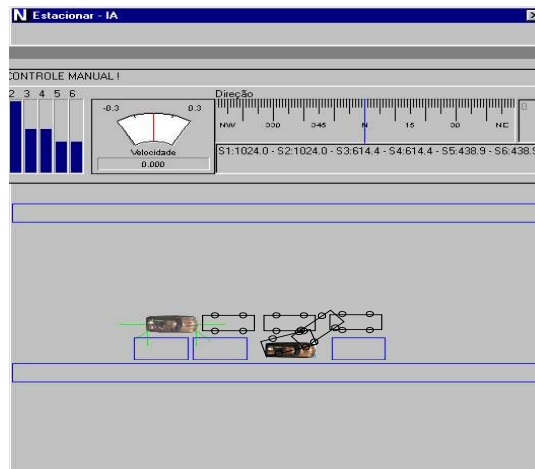 Estacionar - IA
CONTROLE MANUAL !
2 3 4 5 6
-0.3 0.3
Velocidade
0.000
Direção
NW 330 345 N 15 30 NE
0
S1:1024.0 - S2:1024.0 - S3:614.4 - S4:614.4 - S5:438.9 - S6:438.9